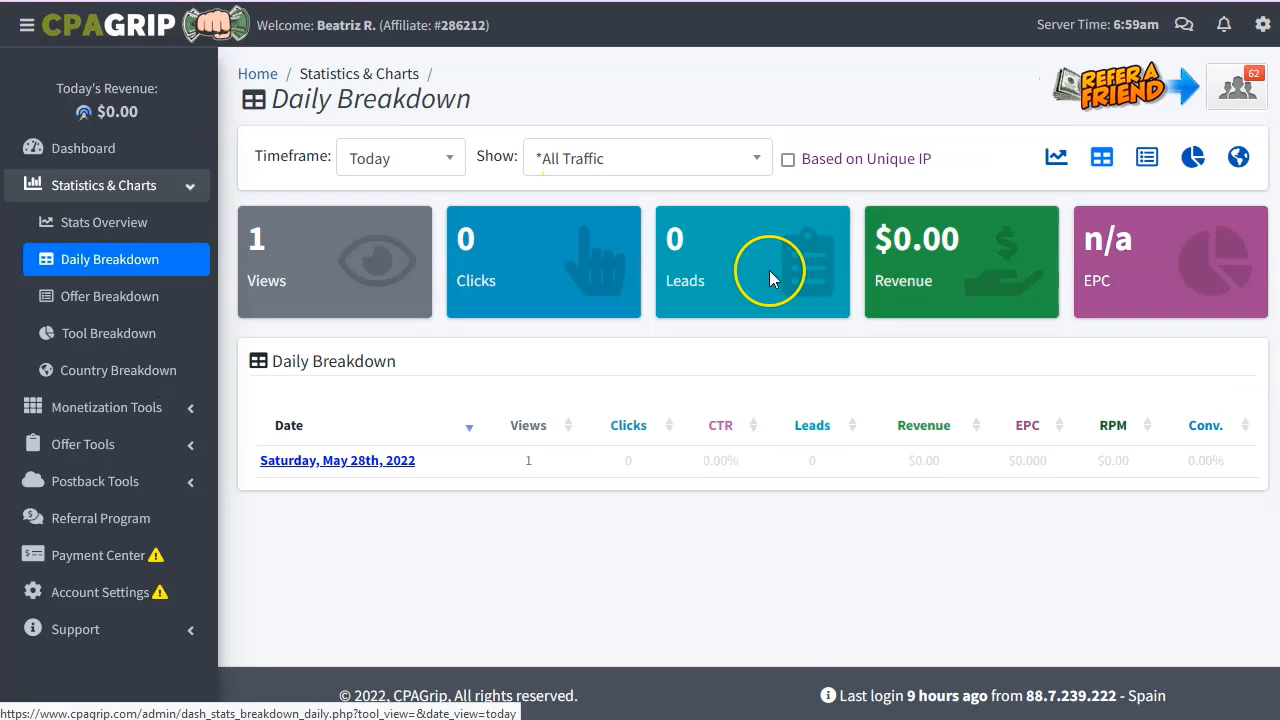 CPAGRIP Welcome: Beatriz R. (Affiliate: #286212) Server Time: 6:59am
Today's Revenue:
$0.00
Dashboard
Statistics & Charts
Stats Overview
Daily Breakdown
Offer Breakdown
Tool Breakdown
Country Breakdown
Monetization Tools
Offer Tools
Postback Tools
Referral Program
Payment Center
Account Settings
Support
Home / Statistics & Charts /
Daily Breakdown
REFER A
FRIEND
62
Timeframe: Today Show: *All Traffic Based on Unique IP
1
Views
0
Clicks
0
Leads
$0.00
Revenue
n/a
EPC
Daily Breakdown
Date Views Clicks CTR Leads Revenue EPC RPM Conv.
Saturday, May 28th, 2022 1 0 0.00% 0 $0.00 $0.000 $0.00 0.00%
© 2022, CPAGrip, All rights reserved. Last login 9 hours ago from 88.7.239.222 - Spain
https://www.cpagrip.com/admin/dash_stats_breakdown_daily.php?tool_view=&date_view=today